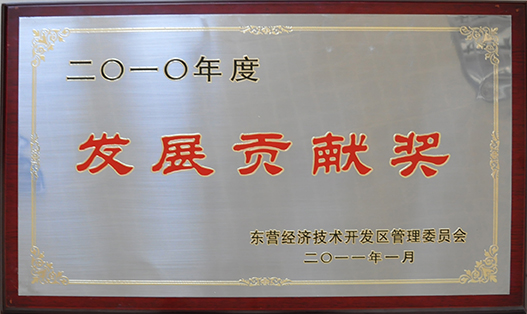 二〇一〇年度
发展贡献奖
东营经济技术开发区管理委员会
二〇一一年一月